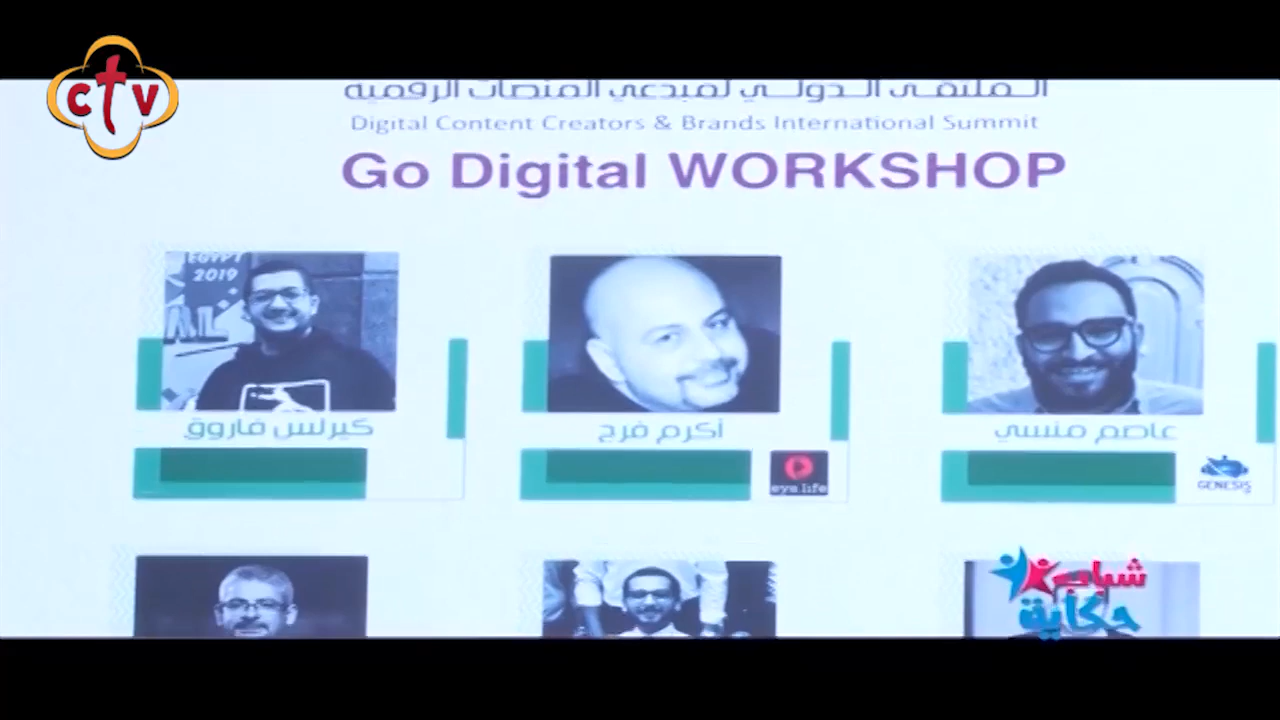 CTV
الملتقى الدولي لمبدعي المنصات الرقمية
Digital Content Creators & Brands International Summit
Go Digital WORKSHOP
EGYPT
2019
كيرلس فاروق
أكرم فرج
عاصم منسي
eye life
GENESIS
شباب
حكاية